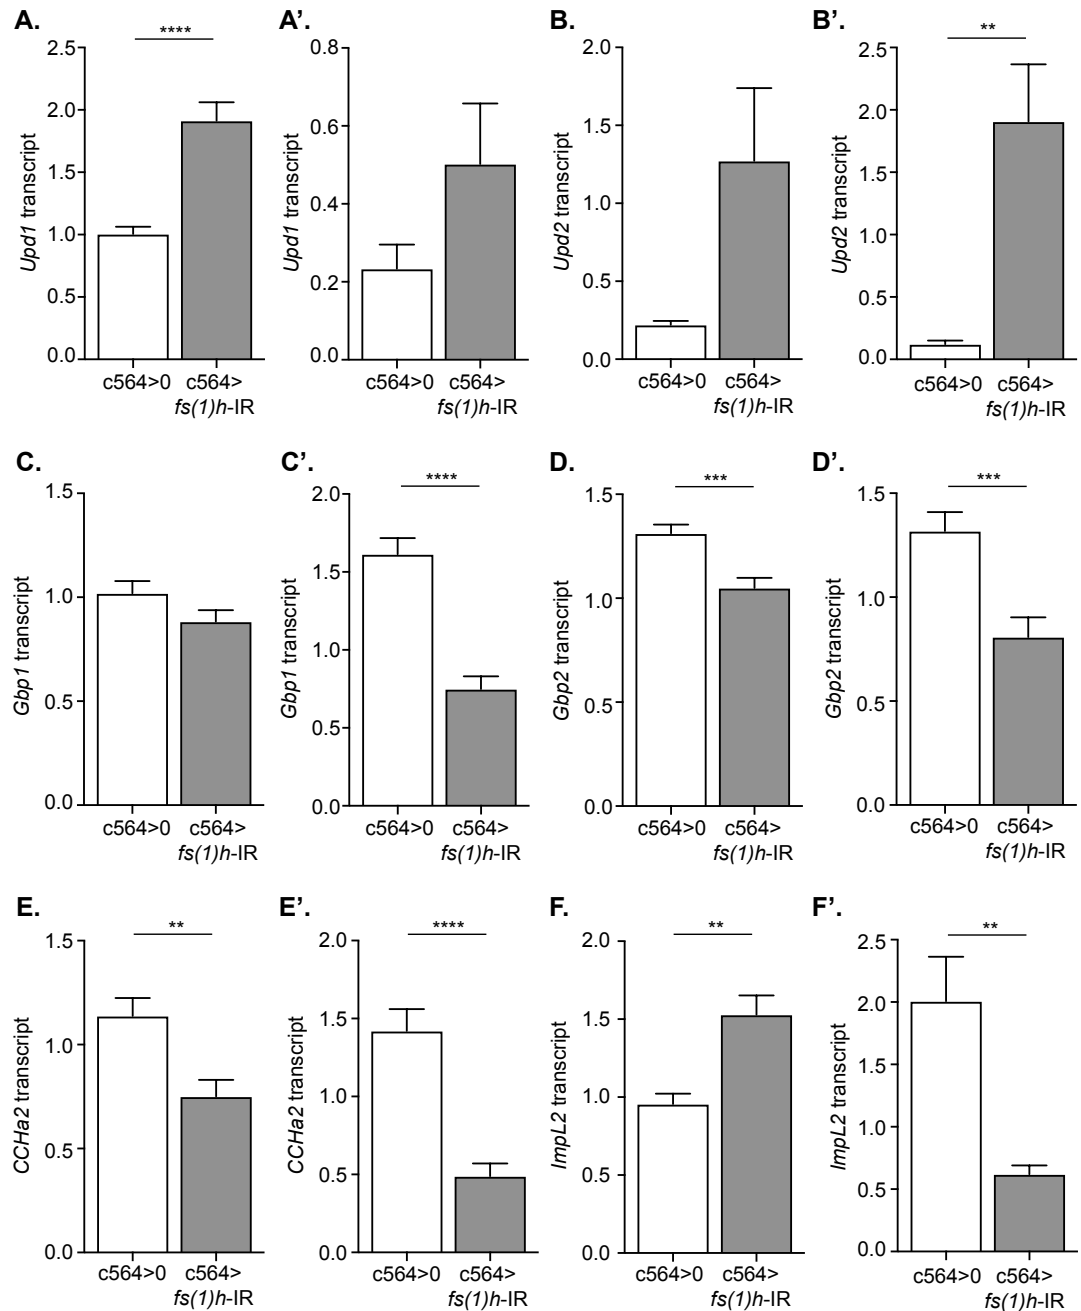 A.
****
2.5
2.0
1.5
1.0
0.5
0.0
Upd1 transcript
c564>0
c564>
fs(1)h-IR
A’.
0.8
0.6
0.4
0.2
0.0
Upd1 transcript
c564>0
c564>
fs(1)h-IR
B.
2.0
1.5
1.0
0.5
0.0
Upd2 transcript
c564>0
c564>
fs(1)h-IR
B’.
**
2.5
2.0
1.5
1.0
0.5
0.0
Upd2 transcript
c564>0
c564>
fs(1)h-IR
C.
1.5
1.0
0.5
0.0
Gbp1 transcript
c564>0
c564>
fs(1)h-IR
C’.
****
2.0
1.5
1.0
0.5
0.0
Gbp1 transcript
c564>0
c564>
fs(1)h-IR
D.
***
1.5
1.0
0.5
0.0
Gbp2 transcript
c564>0
c564>
fs(1)h-IR
D’.
***
1.5
1.0
0.5
0.0
Gbp2 transcript
c564>0
c564>
fs(1)h-IR
E.
**
1.5
1.0
0.5
0.0
CCHa2 transcript
c564>0
c564>
fs(1)h-IR
E’.
****
2.0
1.5
1.0
0.5
0.0
CCHa2 transcript
c564>0
c564>
fs(1)h-IR
F.
**
2.0
1.5
1.0
0.5
0.0
ImpL2 transcript
c564>0
c564>
fs(1)h-IR
F’.
**
2.5
2.0
1.5
1.0
0.5
0.0
ImpL2 transcript
c564>0
c564>
fs(1)h-IR